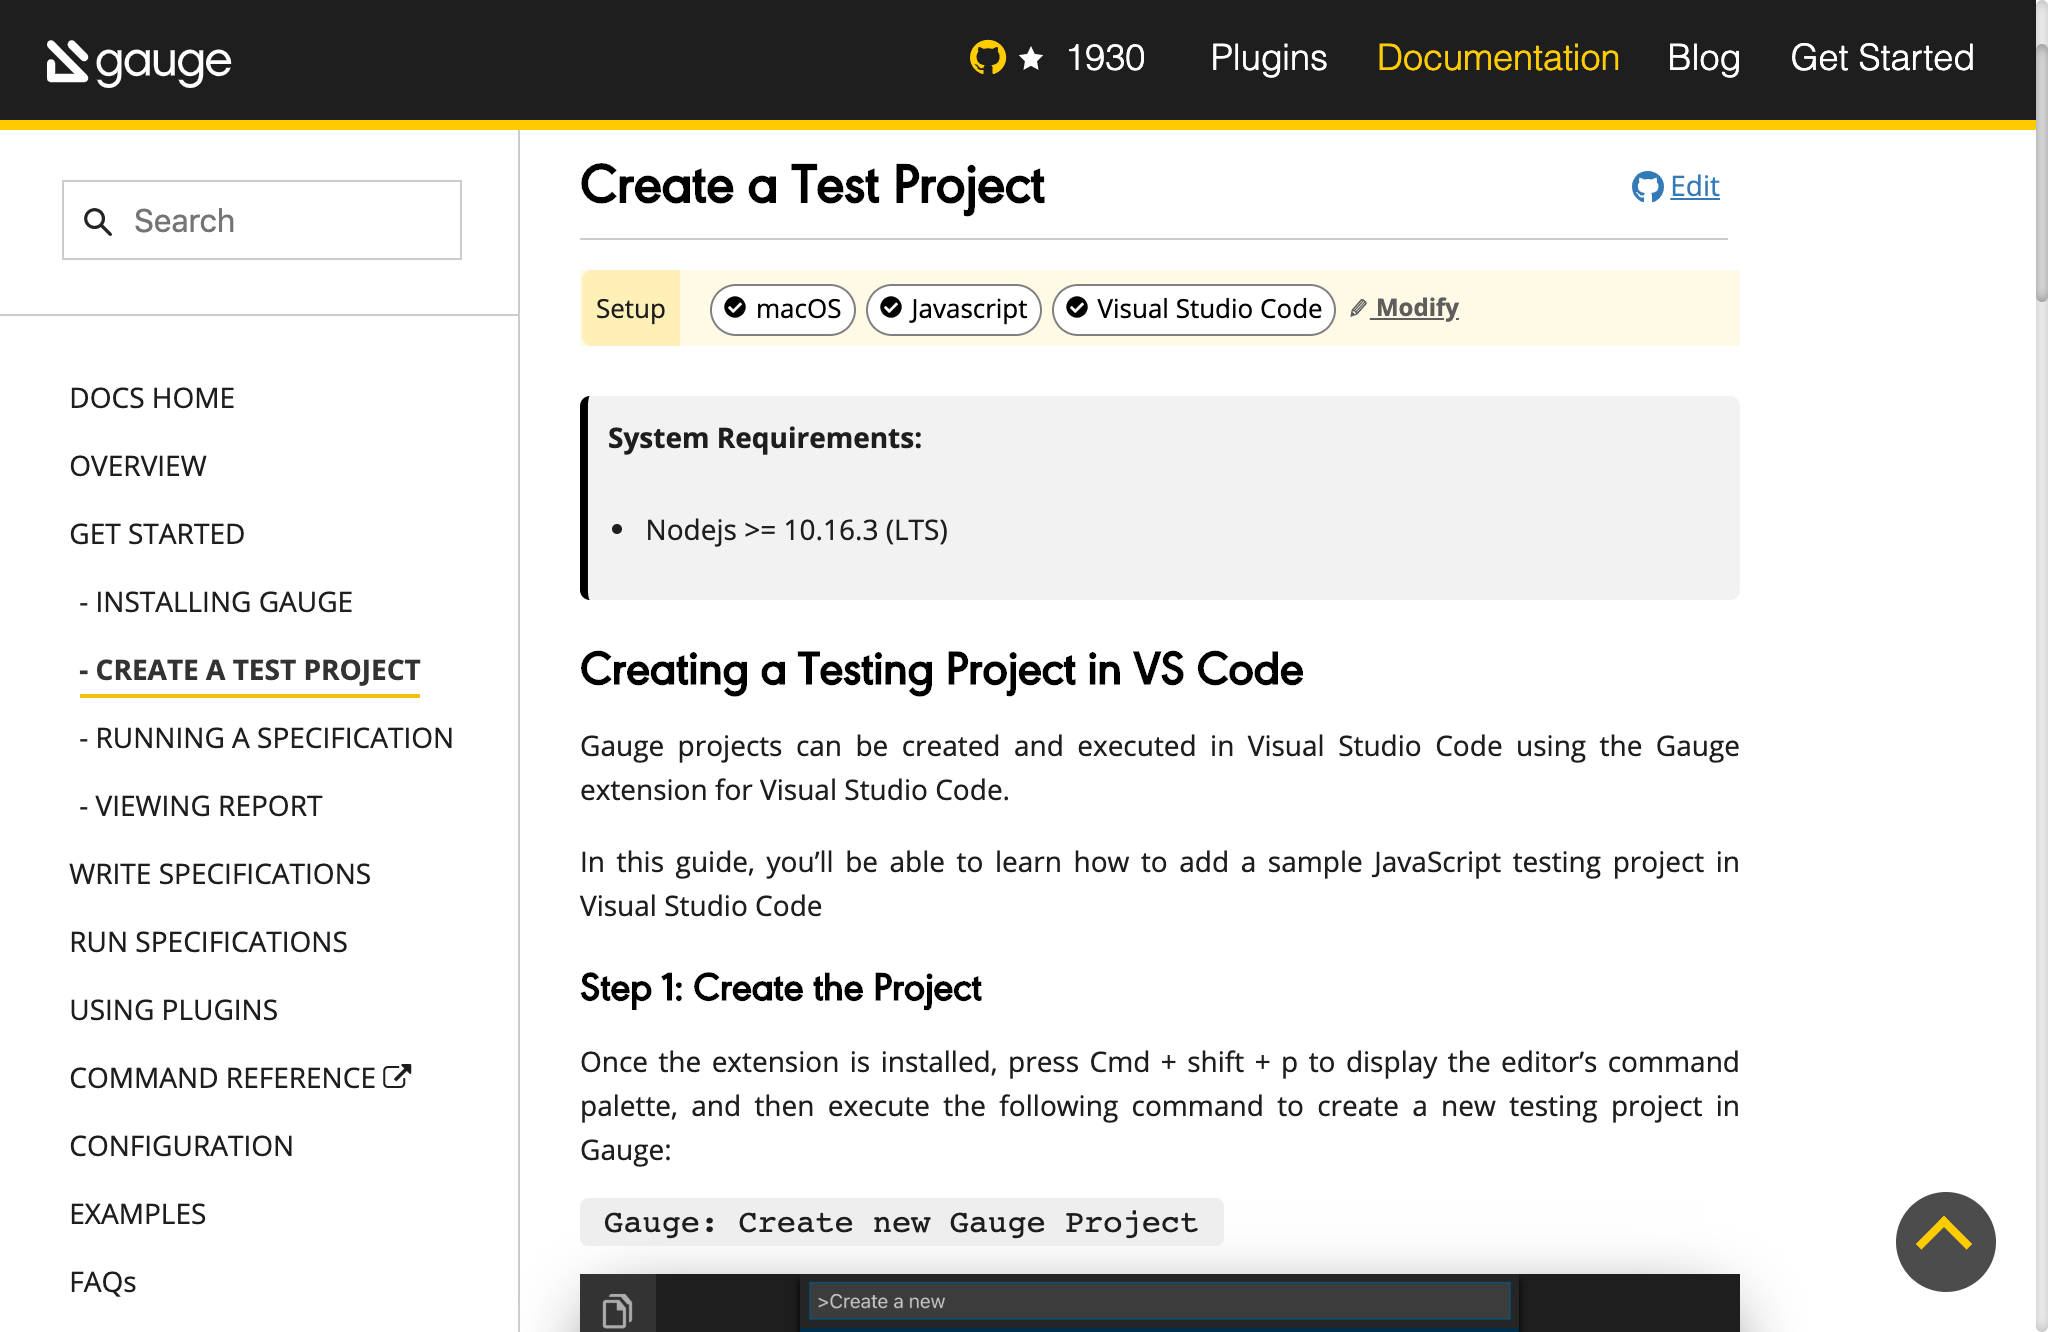 gauge
1930 Plugins Documentation Blog Get Started
Search
DOCS HOME
OVERVIEW
GET STARTED
- INSTALLING GAUGE
- CREATE A TEST PROJECT
- RUNNING A SPECIFICATION
- VIEWING REPORT
WRITE SPECIFICATIONS
RUN SPECIFICATIONS
USING PLUGINS
COMMAND REFERENCE
CONFIGURATION
EXAMPLES
FAQs
Create a Test Project
Edit
Setup macOS Javascript Visual Studio Code Modify
System Requirements:
• Nodejs >= 10.16.3 (LTS)
Creating a Testing Project in VS Code
Gauge projects can be created and executed in Visual Studio Code using the Gauge
extension for Visual Studio Code.
In this guide, you’ll be able to learn how to add a sample JavaScript testing project in
Visual Studio Code
Step 1: Create the Project
Once the extension is installed, press Cmd + shift + p to display the editor’s command
palette, and then execute the following command to create a new testing project in
Gauge:
Gauge: Create new Gauge Project
>Create a new